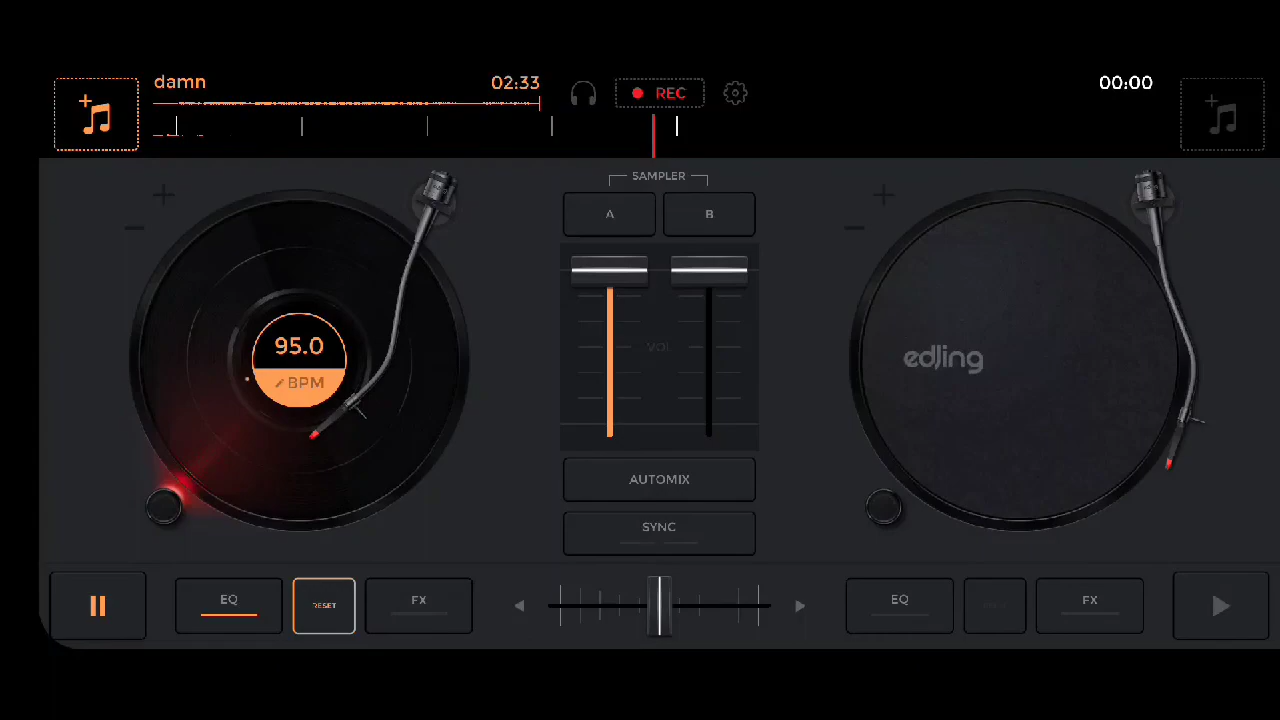 damn
02:33
REC
00:00
SAMPLER
A
B
VOL
95.0
BPM
edjing
AUTOMIX
SYNC
EQ
RESET
FX
EQ
FX